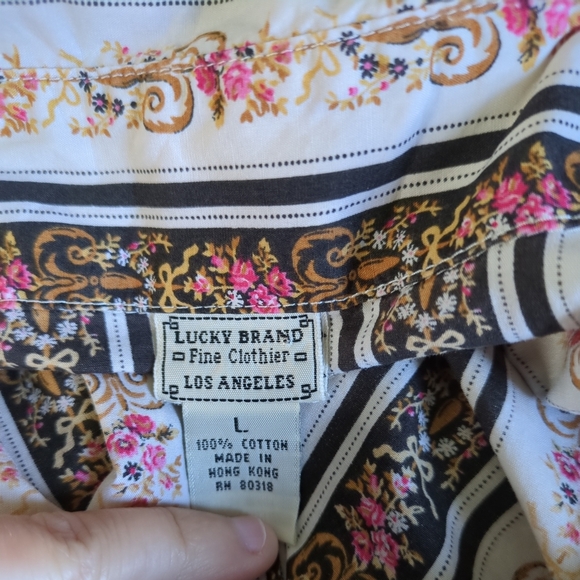 LUCKY BRAND
Fine Clothier
LOS ANGELES
L
100% COTTON
MADE IN
HONG KONG
RN 80318